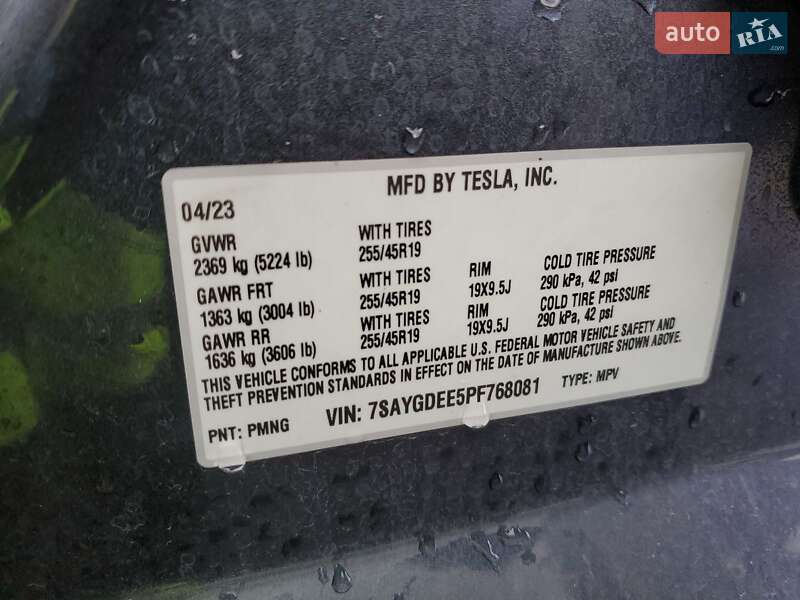 auto RIA.com
MFD BY TESLA, INC.
04/23
GVWR WITH TIRES
2369 kg (5224 lb) 255/45R19
GAWR FRT WITH TIRES RIM COLD TIRE PRESSURE
1363 kg (3004 lb) 255/45R19 19X9.5J 290 kPa, 42 psi
GAWR RR WITH TIRES RIM COLD TIRE PRESSURE
1636 kg (3606 lb) 255/45R19 19X9.5J 290 kPa, 42 psi
THIS VEHICLE CONFORMS TO ALL APPLICABLE U.S. FEDERAL MOTOR VEHICLE SAFETY AND
THEFT PREVENTION STANDARDS IN EFFECT ON THE DATE OF MANUFACTURE SHOWN ABOVE.
PNT: PMNG VIN: 7SAYGDEE5PF768081 TYPE: MPV